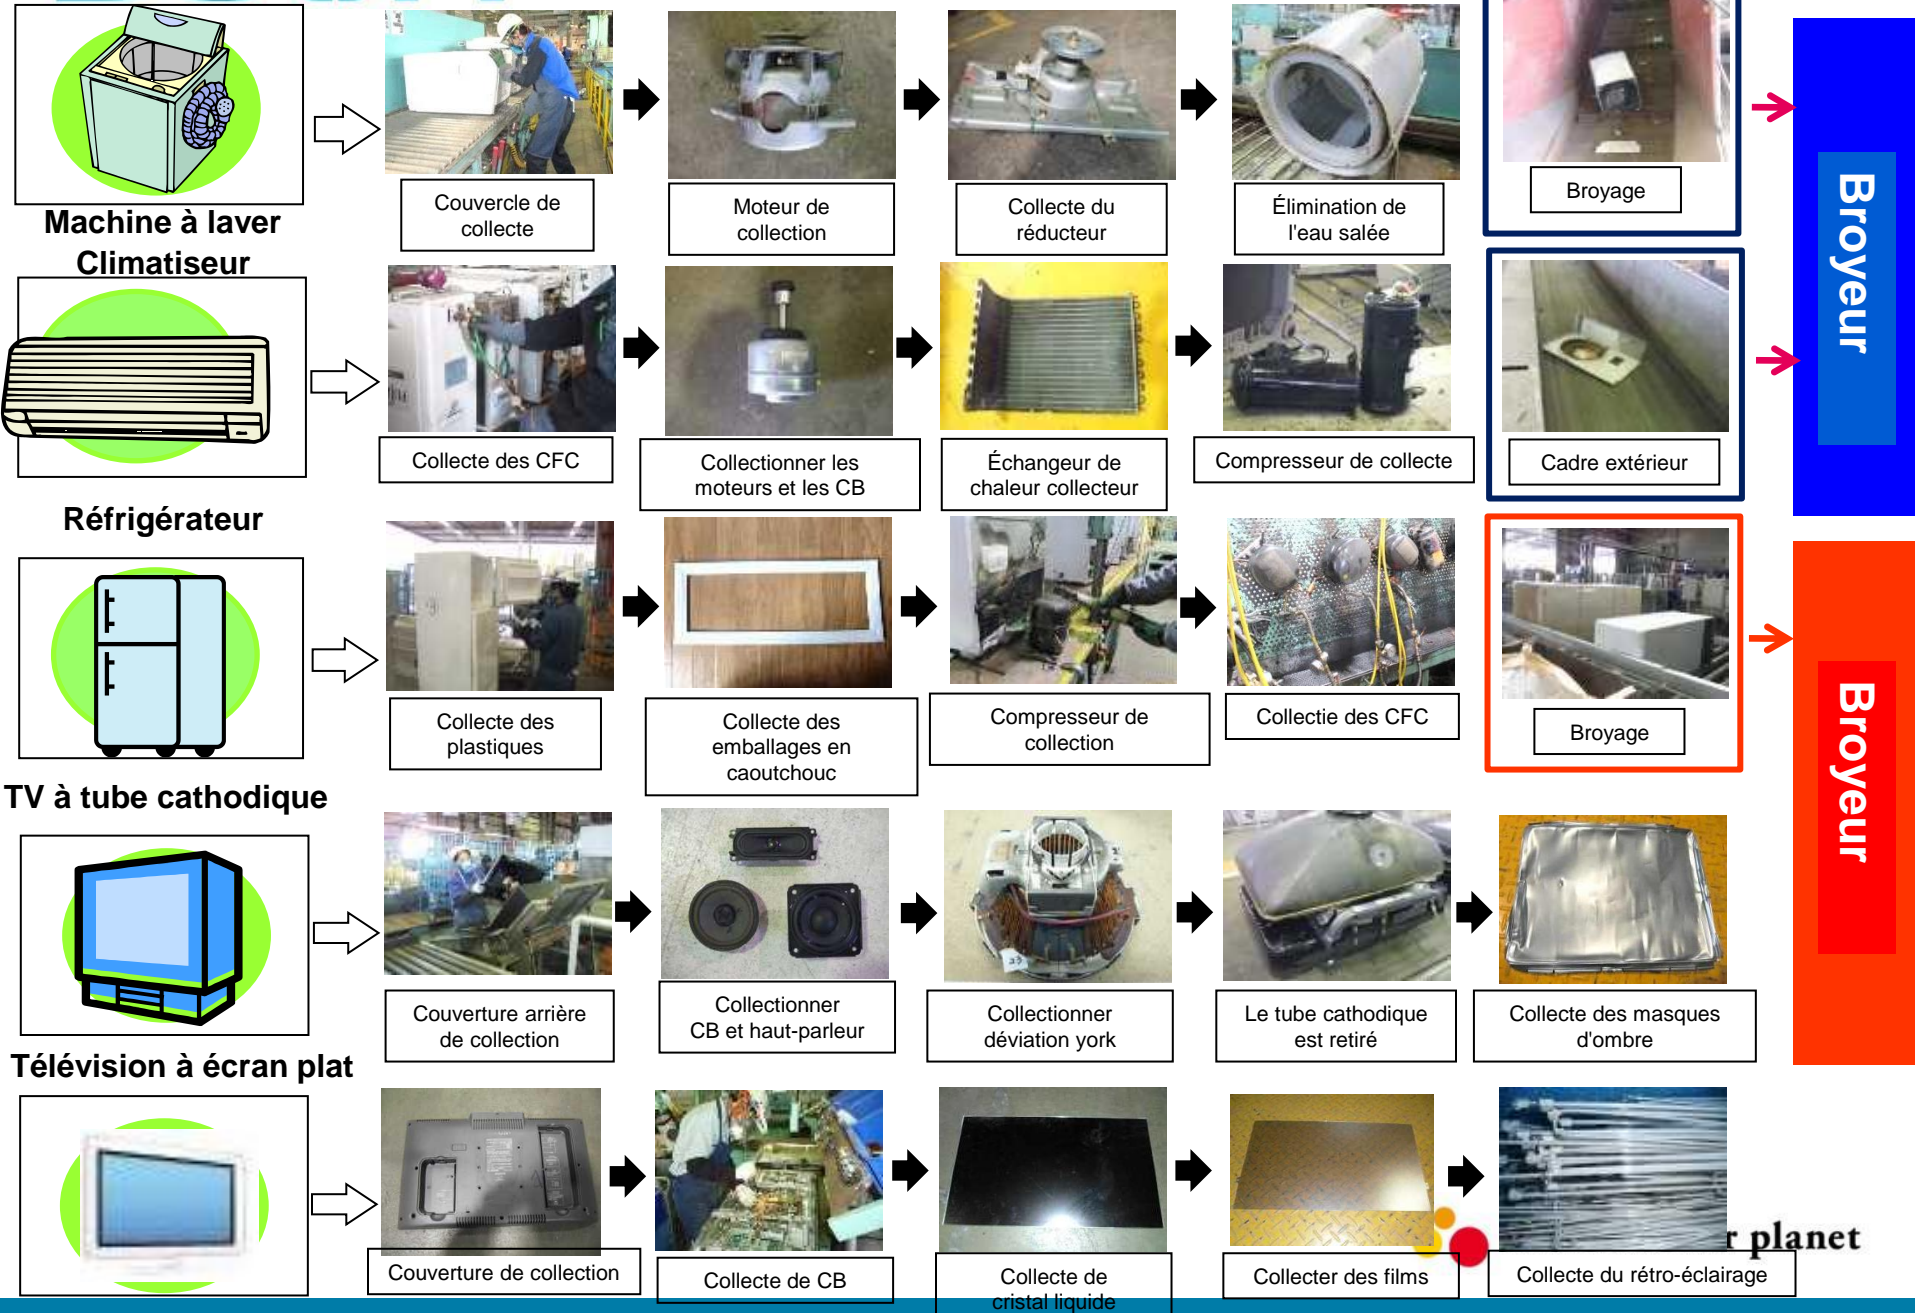 Couvercle de
collecte
Moteur de
collection
Collecte du
réducteur
Élimination de
l'eau salée
Broyage
Broyeur
Machine à laver
Climatiseur
Collecte des CFC
Collectionner les
moteurs et les CB
Échangeur de
chaleur collecteur
Compresseur de collecte
Cadre extérieur
Réfrigérateur
Collecte des
plastiques
Collecte des
emballages en
caoutchouc
Compresseur de
collection
Collectie des CFC
Broyage
Broyeur
TV à tube cathodique
Couverture arrière
de collection
Collectionner
CB et haut-parleur
Collectionner
déviation york
Le tube cathodique
est retiré
Collecte des masques
d'ombre
Télévision à écran plat
Couverture de collection
Collecte de CB
Collecte de
cristal liquide
Collecter des films
Collecte du rétro-éclairage
planet